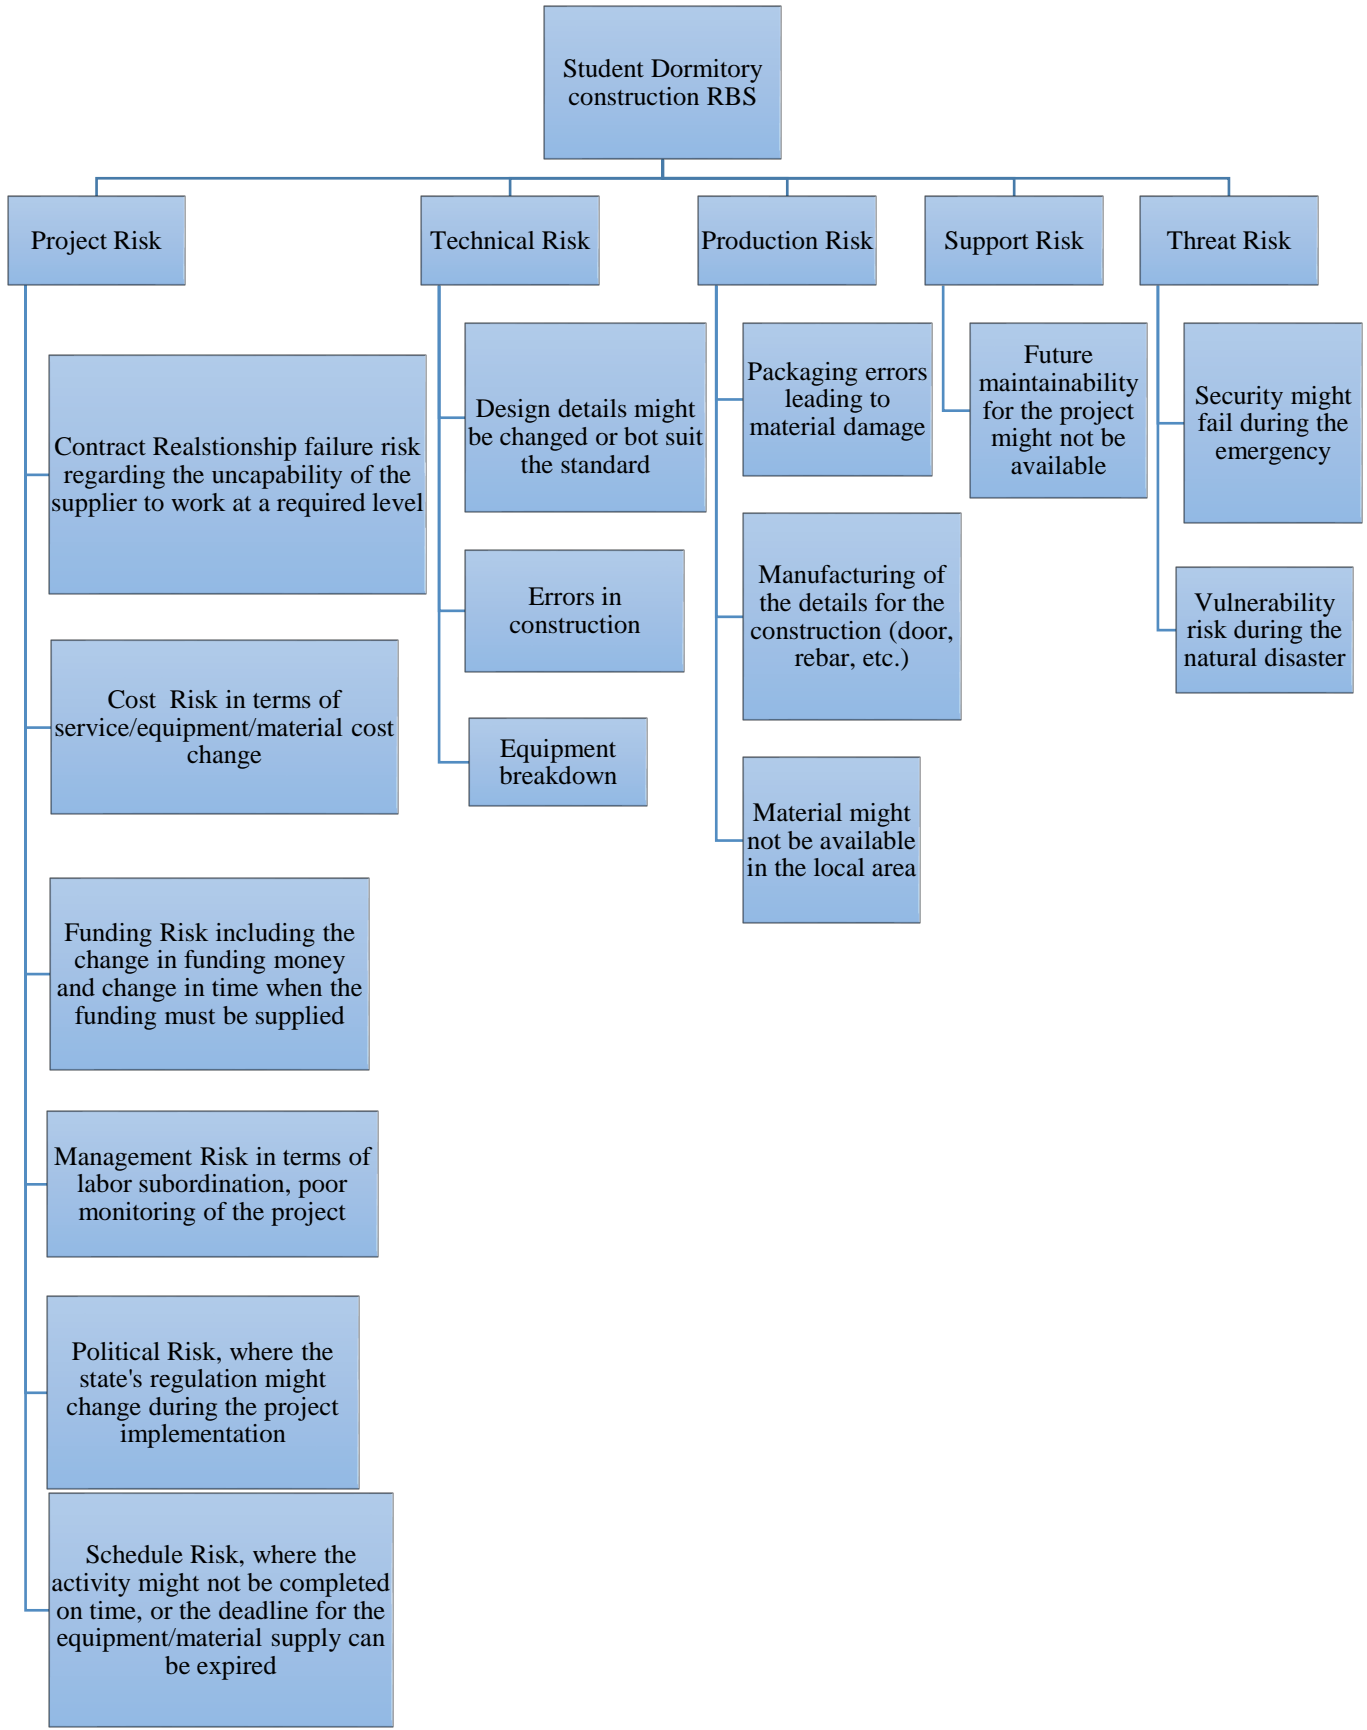 Student Dormitory
construction RBS
Project Risk
Contract Realstionship failure risk
regarding the uncapability of the
supplier to work at a required level
Cost  Risk in terms of
service/equipment/material cost
change
Funding Risk including the
change in funding money
and change in time when the
funding must be supplied
Management Risk in terms of
labor subordination, poor
monitoring of the project
Political Risk, where the
state's regulation might
change during the project
implementation
Schedule Risk, where the
activity might not be completed
on time, or the deadline for the
equipment/material supply can
be expired
Technical Risk
Design details might
be changed or bot suit
the standard
Errors in
construction
Equipment
breakdown
Production Risk
Packaging errors
leading to
material damage
Manufacturing of
the details for the
construction (door,
rebar, etc.)
Material might
not be available
in the local area
Support Risk
Future
maintainability
for the project
might not be
available
Threat Risk
Security might
fail during the
emergency
Vulnerability
risk during the
natural disaster